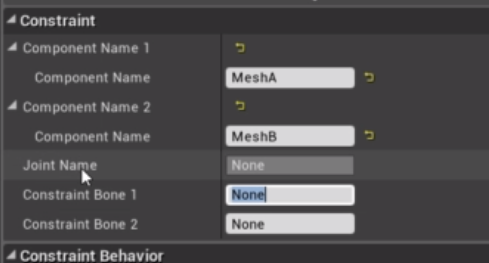 Constraint
Component Name 1
Component Name MeshA
Component Name 2
Component Name MeshB
Joint Name None
Constraint Bone 1 None
Constraint Bone 2 None
Constraint Behavior